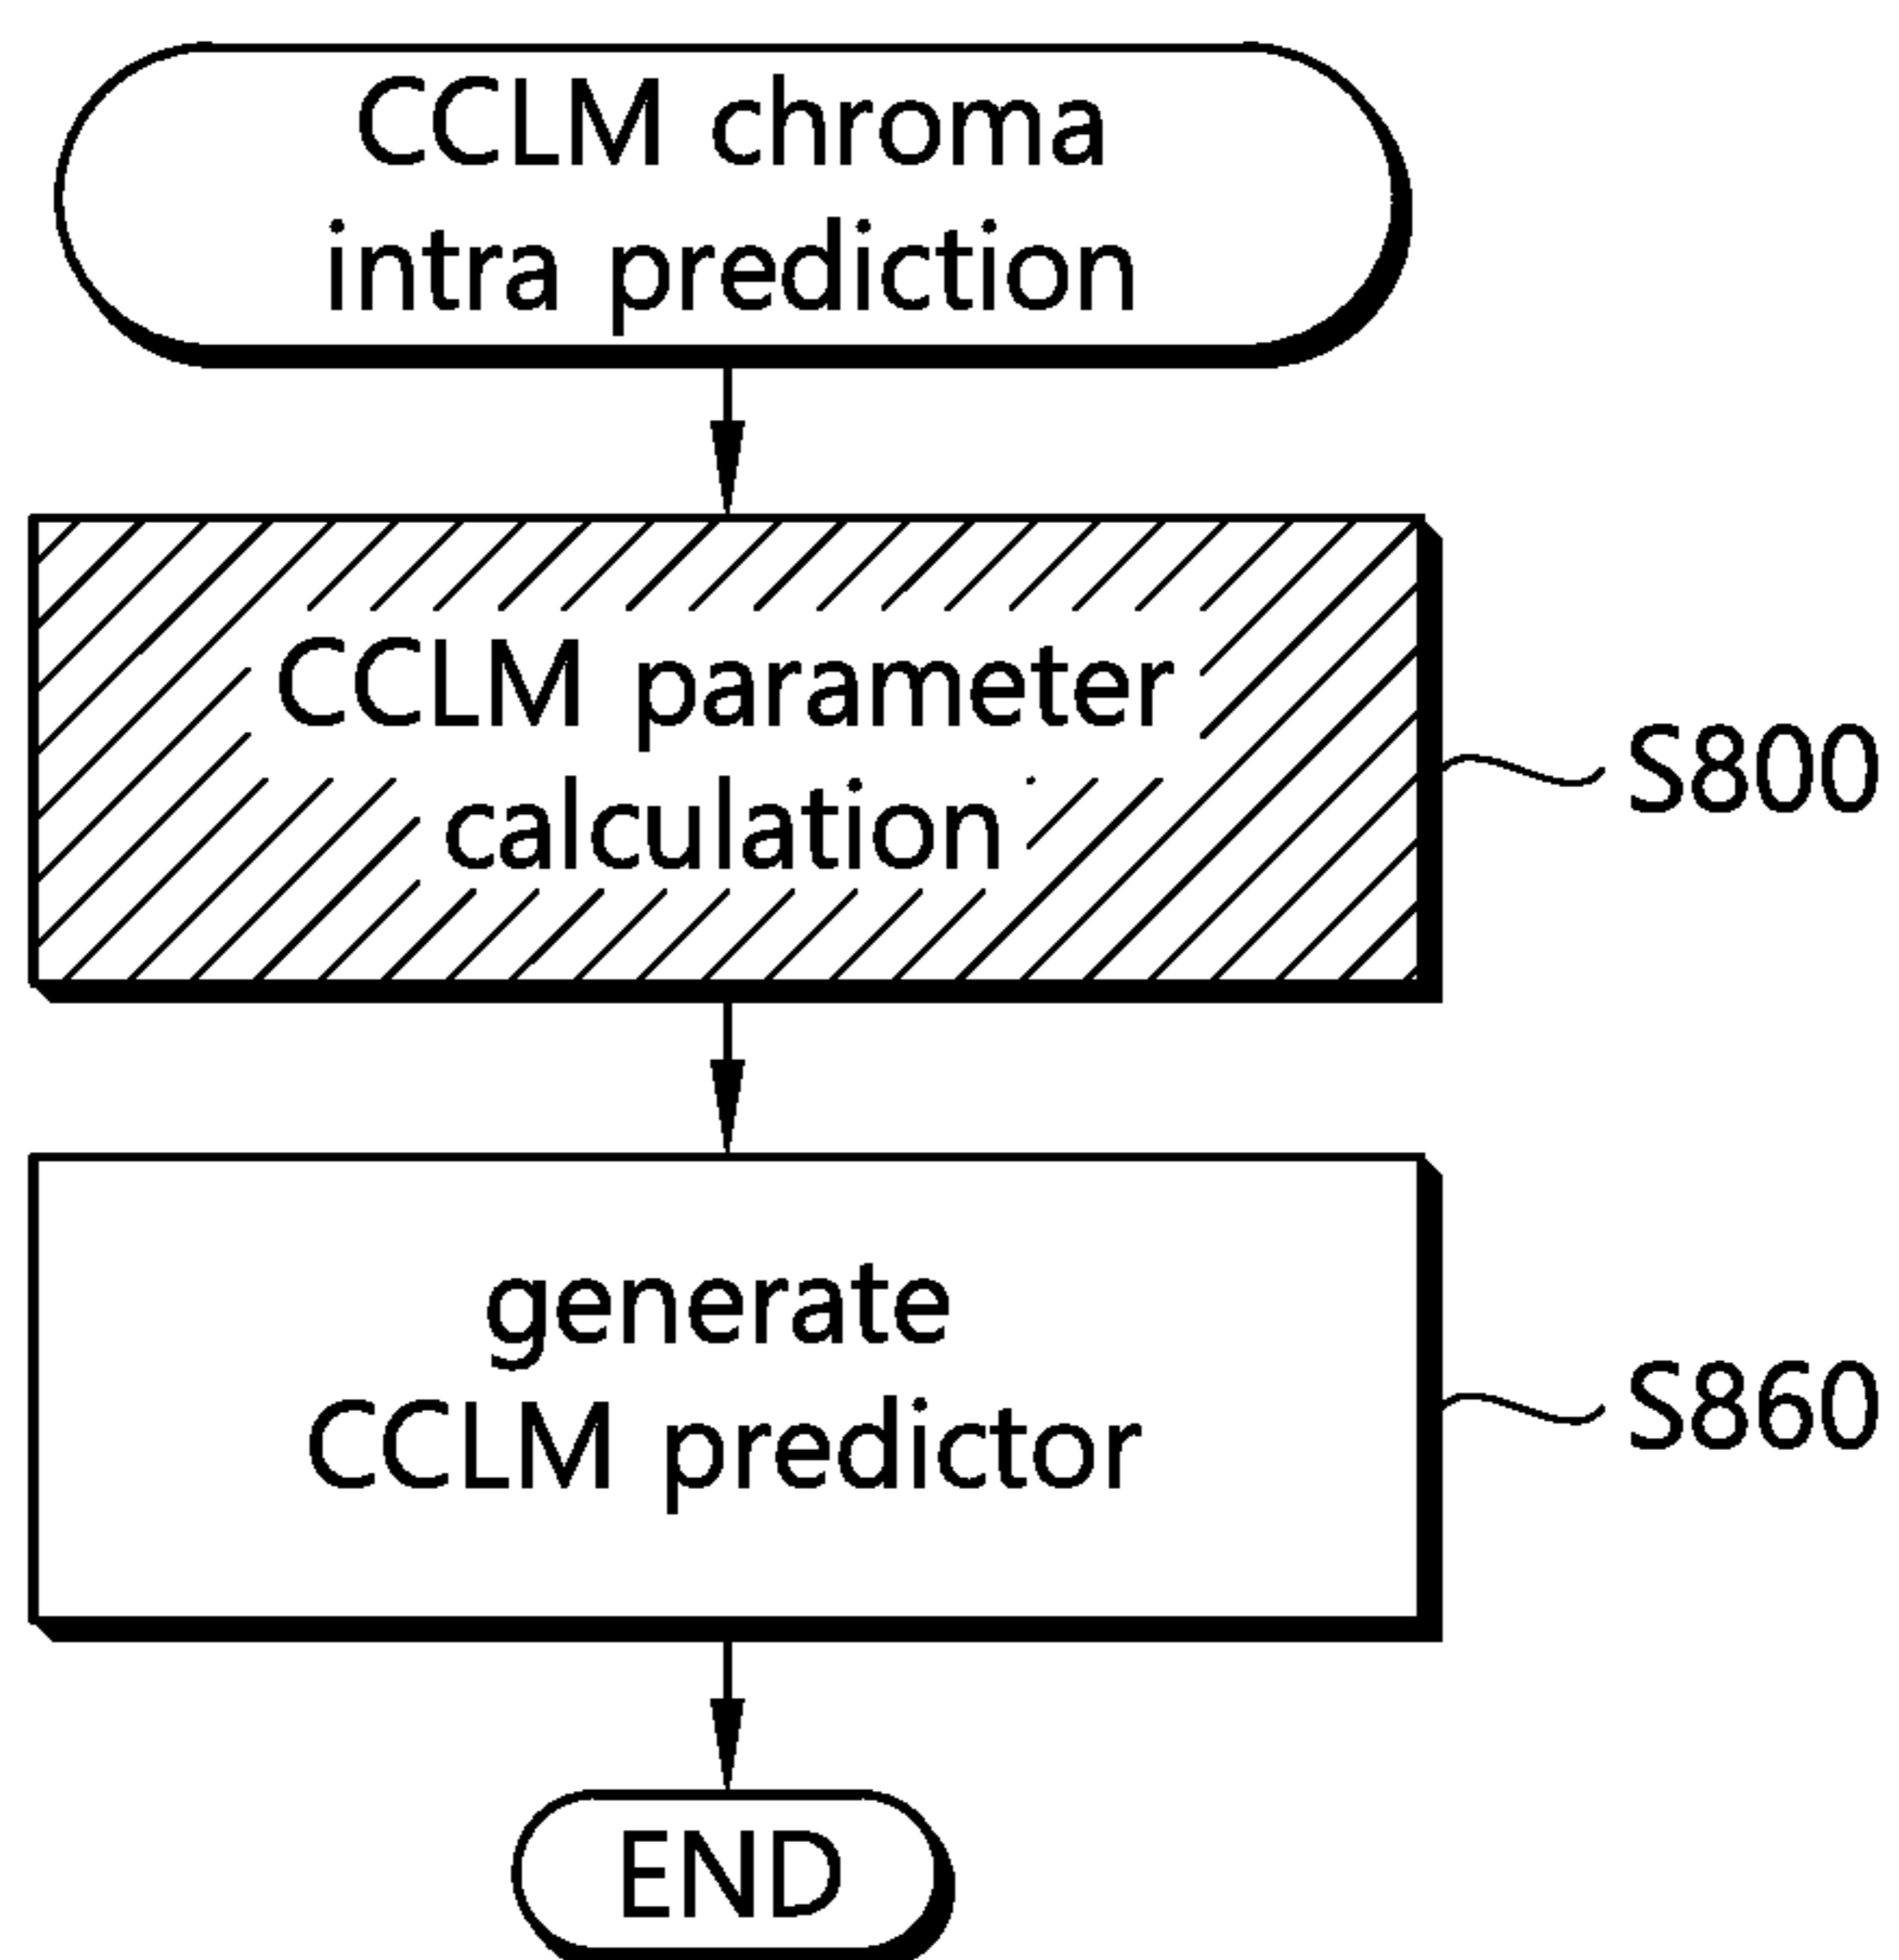 CCLM chroma
intra prediction
CCLM parameter
calculation
S800
generate
CCLM predictor
S860
END